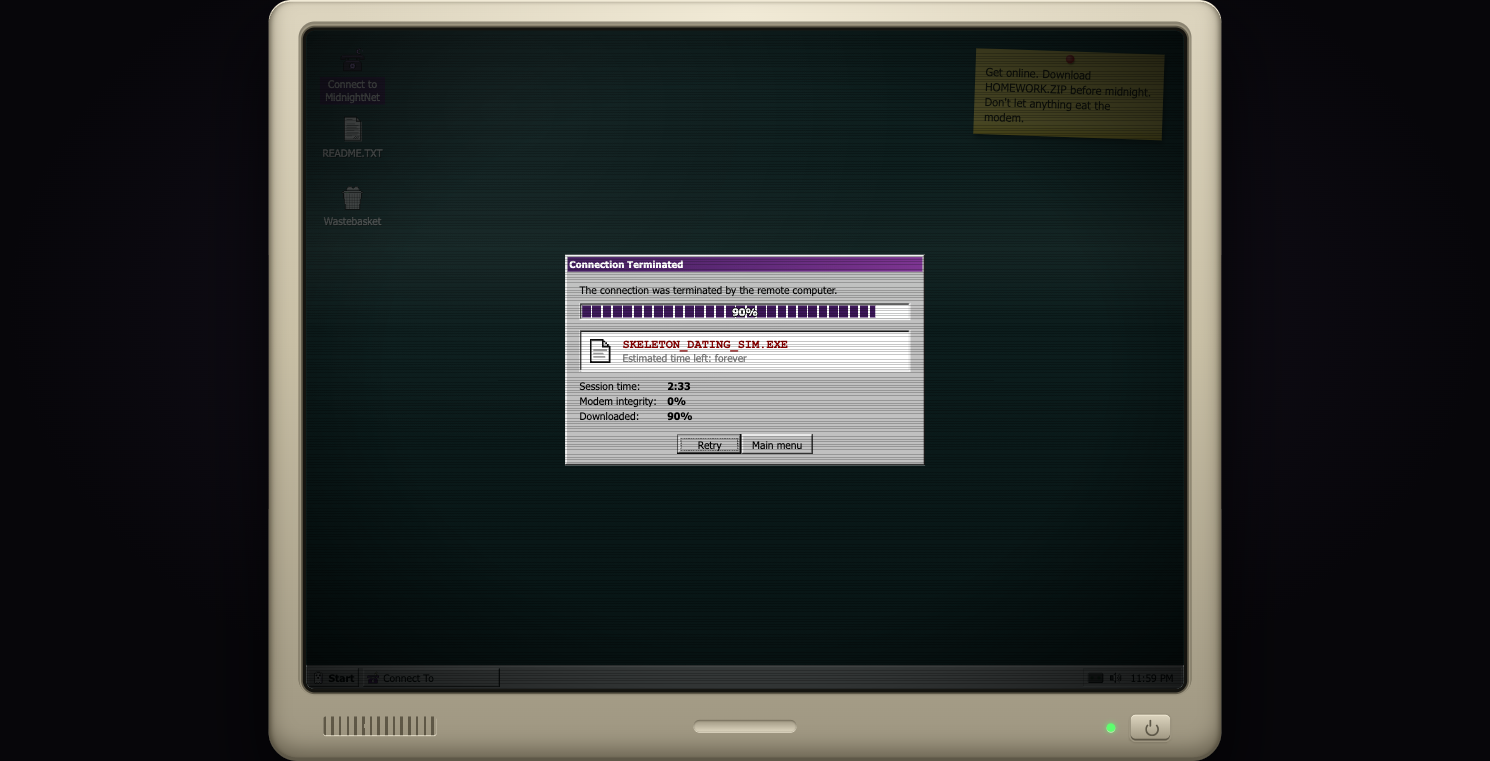 Connect to
MidnightNet
README.TXT
Wastebasket
Get online. Download
HOMEWORK.ZIP before midnight.
Don't let anything eat the
modem.
Connection Terminated
The connection was terminated by the remote computer.
90%
SKELETON_DATING_SIM.EXE
Estimated time left: forever
Session time: 2:33
Modem integrity: 0%
Downloaded: 90%
Retry Main menu
Start Connect To 11:59 PM